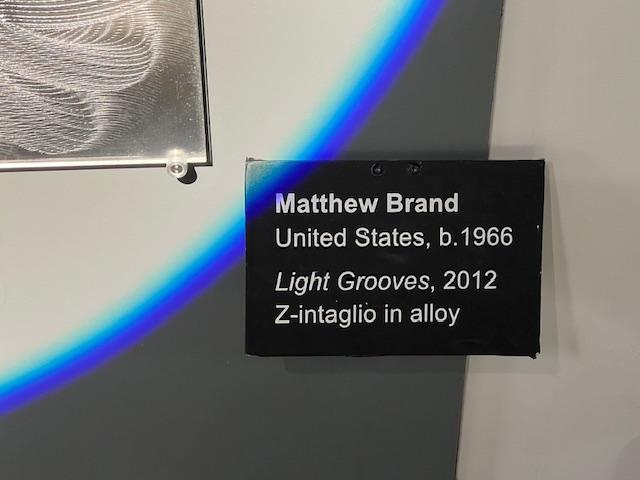 Matthew Brand
United States, b.1966
Light Grooves, 2012
Z-intaglio in alloy